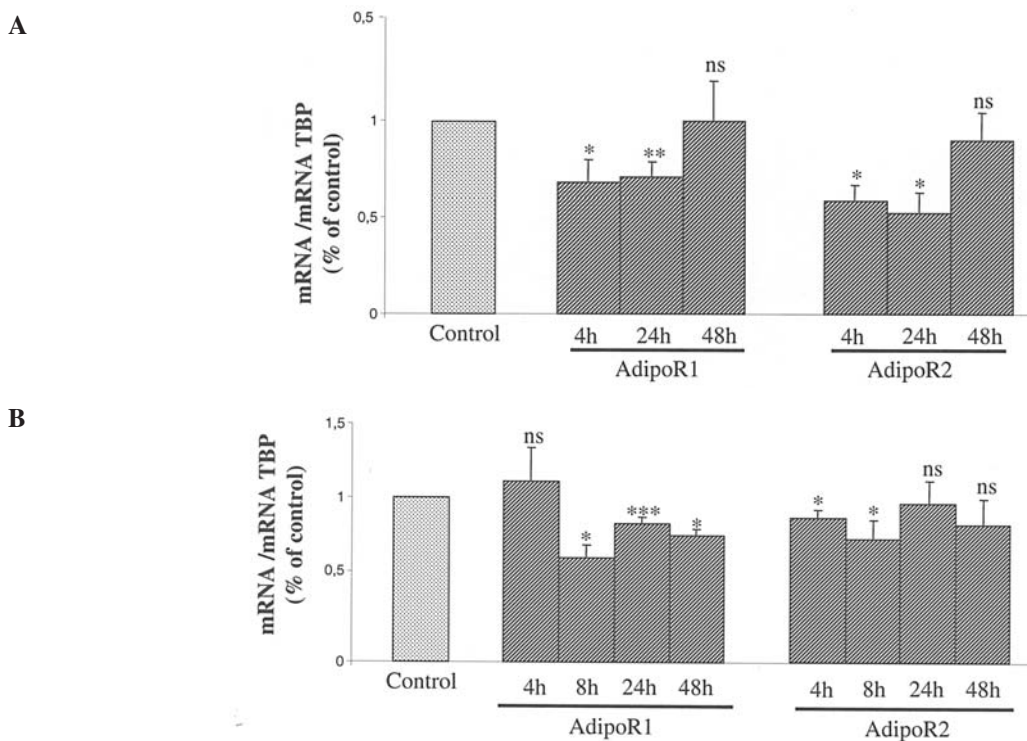 A
mRNA /mRNA TBP
(% of control)
0,5
1
0,5
0
*
**
ns
*
*
ns
Control
4h 24h 48h
4h 24h 48h
AdipoR1
AdipoR2
B
mRNA/mRNA TBP
(% of control)
1,5
1
0,5
0
ns
*
***
*
*
*
ns
ns
Control
4h 8h 24h 48h
4h 8h 24h 48h
AdipoR1
AdipoR2